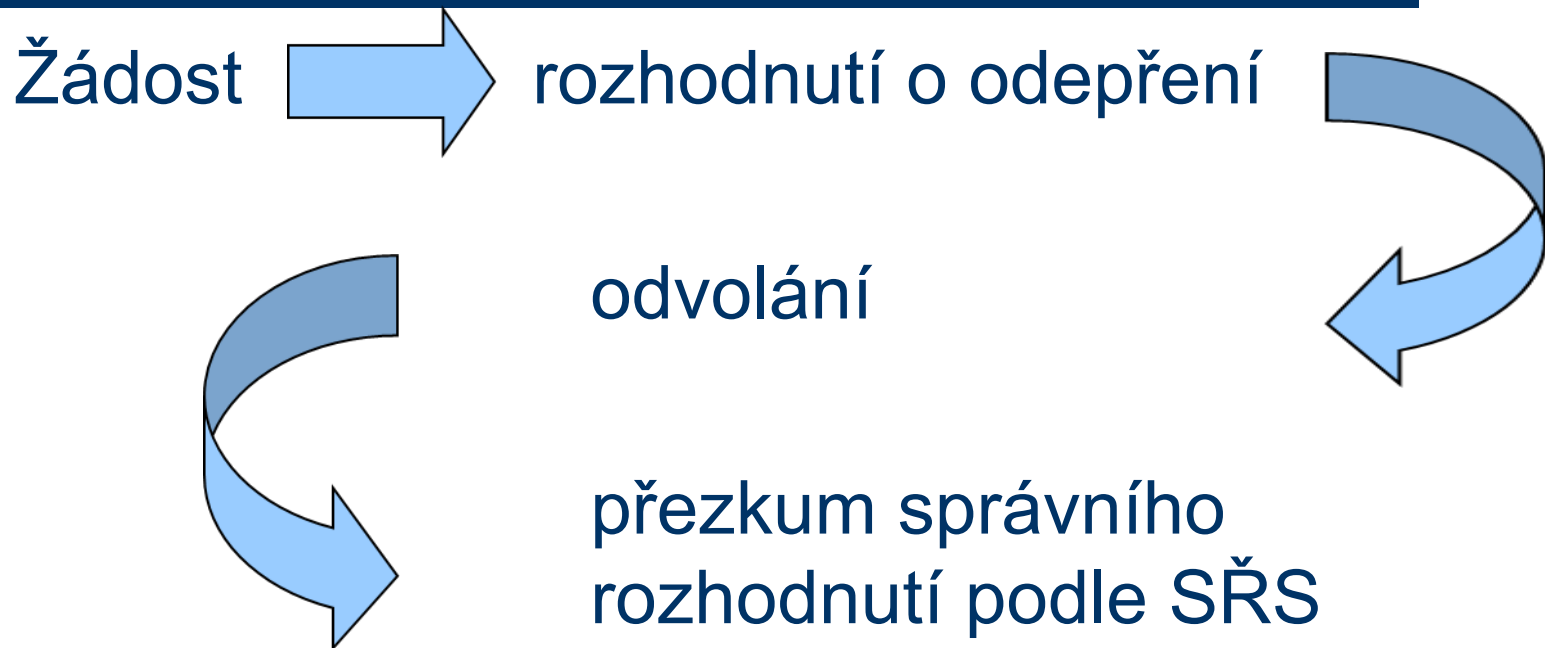 Žádost rozhodnutí o odepření
odvolání
přezkum správního
rozhodnutí podle SŘS